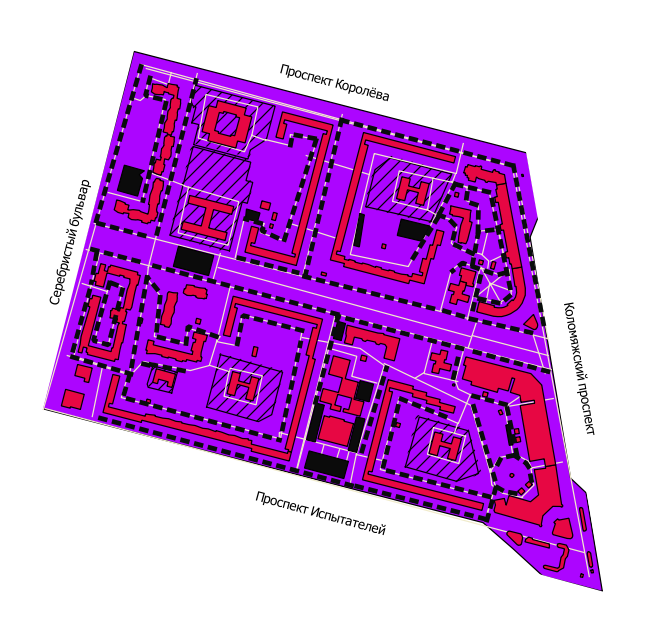 Проспект Королёва
Серебристый бульвар
Коломяжский проспект
Проспект Испытателей